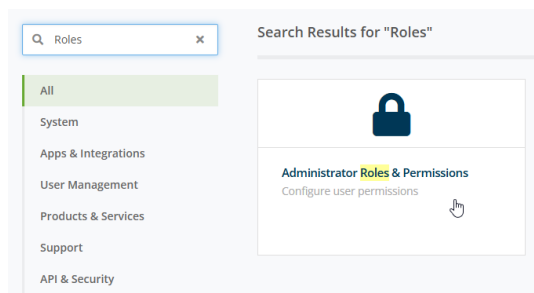 Roles
Search Results for "Roles"
All
System
Apps & Integrations
User Management
Products & Services
Support
API & Security
Administrator Roles & Permissions
Configure user permissions